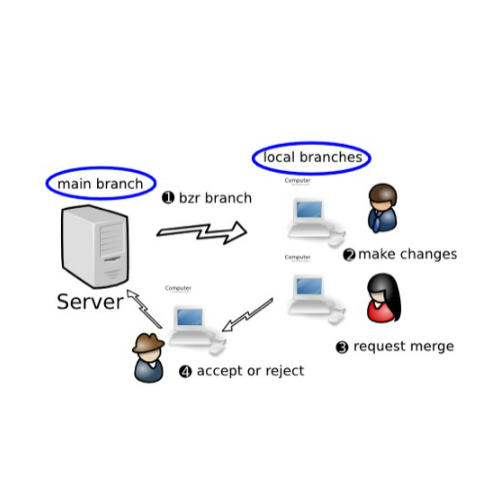 local branches
main branch
Computer
❶ bzr branch
❷ make changes
Computer
Server
Computer
❸ request merge
❹ accept or reject